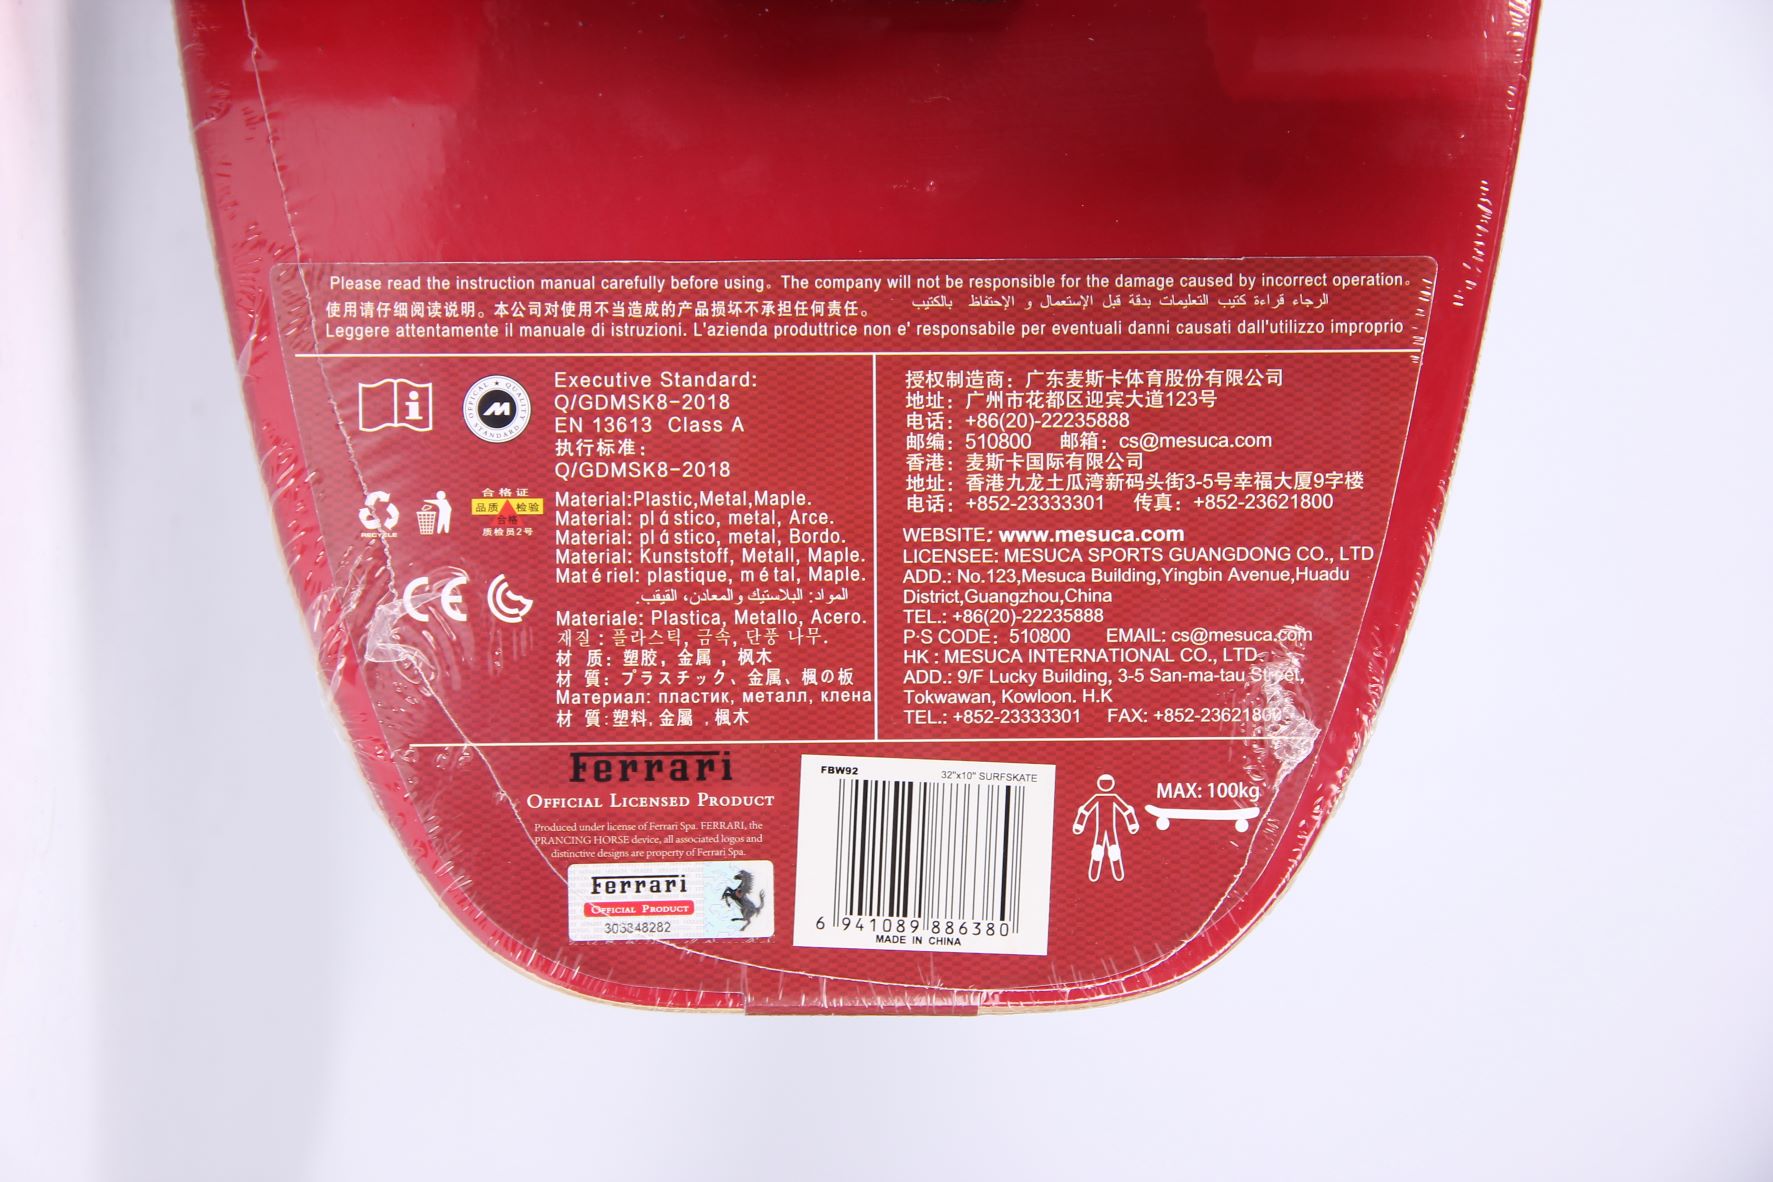 Please read the instruction manual carefully before using。The company will not be responsible for the damage caused by incorrect operation。
使用请仔细阅读说明。本公司对使用不当造成的产品损坏不承担任何责任。 الرجاء قراءة كتيب التعليمات بدقة قبل الإستعمال و الإحتفاظ بالكتيب
Leggere attentamente il manuale di istruzioni. L'azienda produttrice non e' responsabile per eventuali danni causati dall'utilizzo improprio
OFFICAL QUALITY
M
STANDARD
Executive Standard:
Q/GDMSK8-2018
EN 13613 Class A
执行标准:
Q/GDMSK8-2018
RECYCLE
合格证
品质检验
合格
质检员2号
CE
Material:Plastic,Metal,Maple.
Material: plástico, metal, Arce.
Material: plástico, metal, Bordo.
Material: Kunststoff, Metall, Maple.
Matériel: plastique, métal, Maple.
المواد: البلاستيك والمعادن، القيقب.
Materiale: Plastica, Metallo, Acero.
재질 : 플라스틱, 금속, 단풍 나무.
材 质: 塑胶, 金属 , 枫木
材 質: プラスチック、金属、楓の板
Материал: пластик, металл, клена
材 質:塑料, 金屬 , 楓木
授权制造商：广东麦斯卡体育股份有限公司
地址：广州市花都区迎宾大道123号
电话：+86(20)-22235888
邮编：510800 邮箱：cs@mesuca.com
香港：麦斯卡国际有限公司
地址：香港九龙土瓜湾新码头街3-5号幸福大厦9字楼
电话：+852-23333301 传真：+852-23621800
WEBSITE: www.mesuca.com
LICENSEE: MESUCA SPORTS GUANGDONG CO., LTD
ADD.: No.123,Mesuca Building,Yingbin Avenue,Huadu
District,Guangzhou,China
TEL.: +86(20)-22235888
P·S CODE: 510800 EMAIL: cs@mesuca.com
HK : MESUCA INTERNATIONAL CO., LTD
ADD.: 9/F Lucky Building, 3-5 San-ma-tau Street,
Tokwawan, Kowloon. H.K
TEL.: +852-23333301 FAX: +852-23621800
Ferrari
OFFICIAL LICENSED PRODUCT
Produced under license of Ferrari Spa. FERRARI, the
PRANCING HORSE device, all associated logos and
distinctive designs are property of Ferrari Spa.
Ferrari
OFFICIAL PRODUCT
306848282
FBW92 32"x10" SURFSKATE
6 941089 886380
MADE IN CHINA
MAX: 100kg